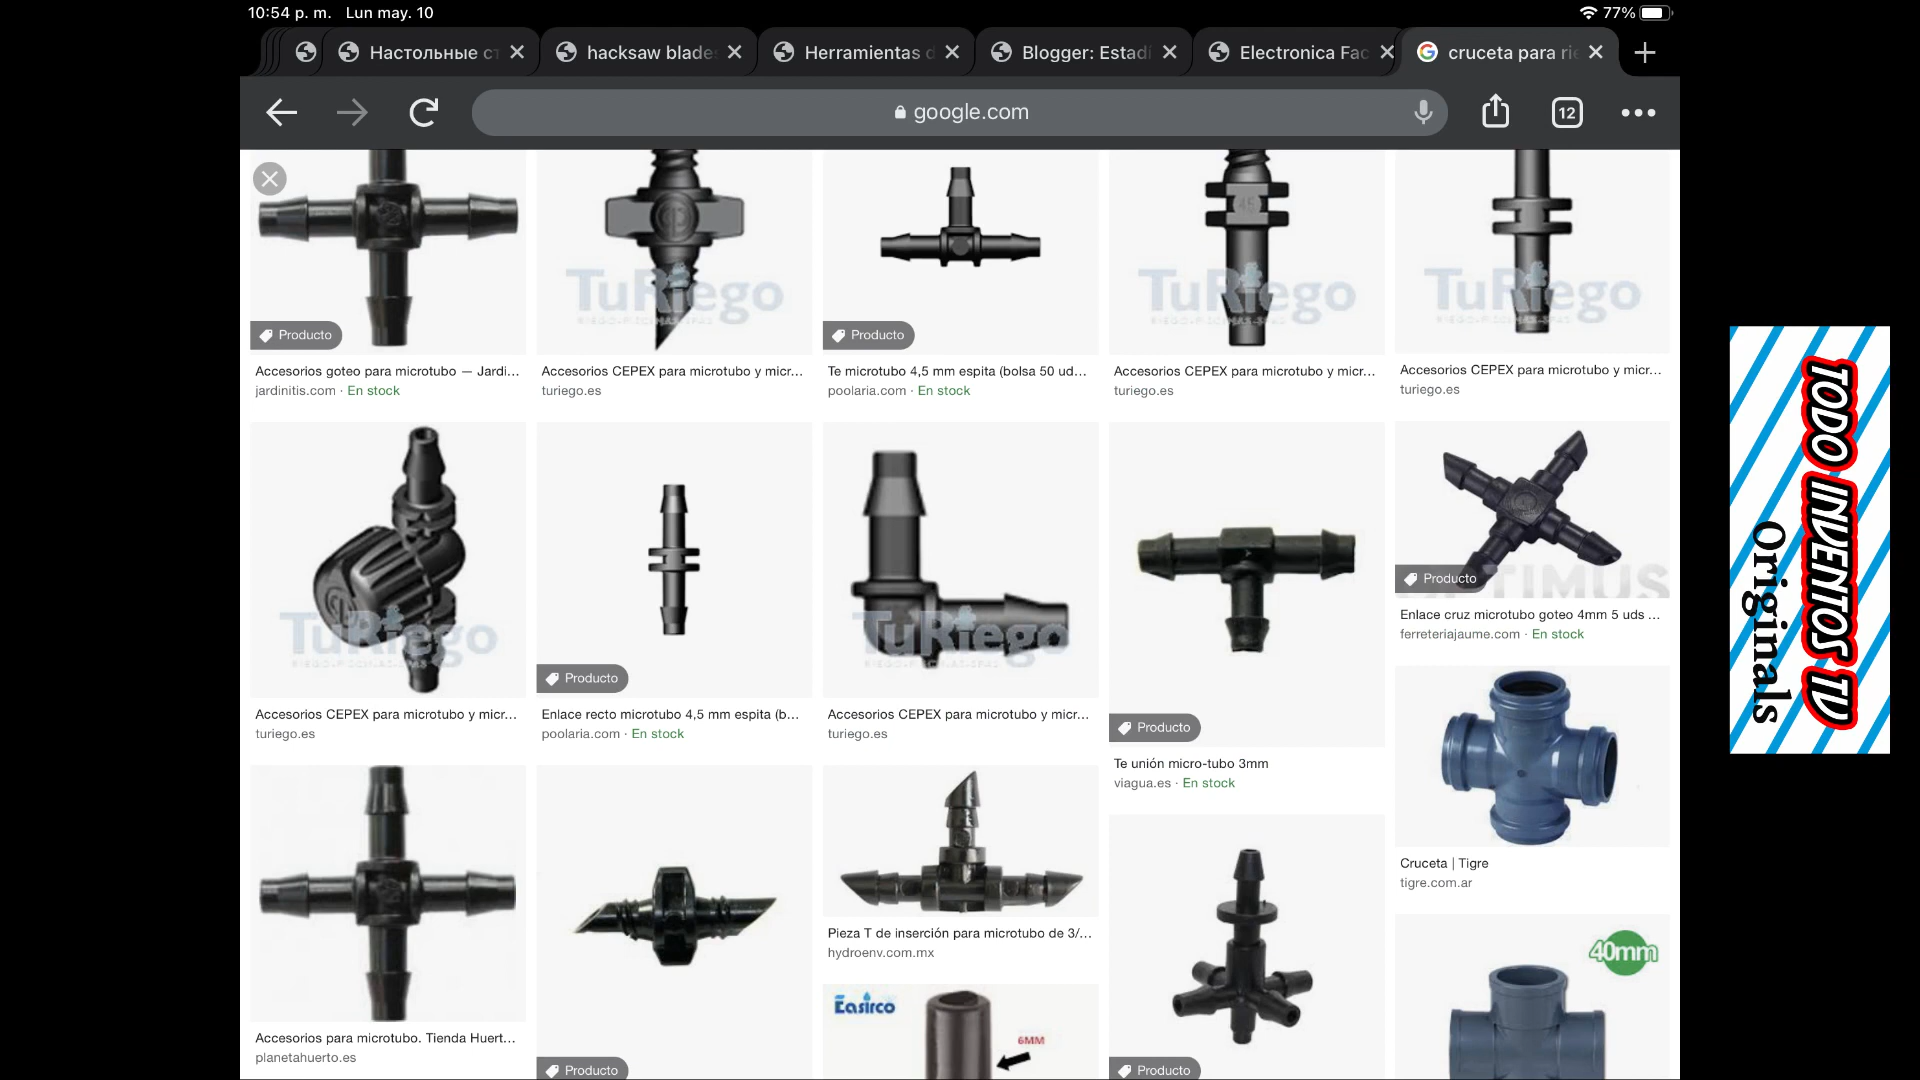 10:54 p. m. Lun may. 10
77%
Настольные ст
hacksaw blades
Herramientas d
Blogger: Estadí
Electronica Fac
cruceta para rie
google.com
12
Producto
Accesorios goteo para microtubo — Jardi...
jardinitis.com · En stock
TuRiego
Accesorios CEPEX para microtubo y micr...
turiego.es
Producto
Te microtubo 4,5 mm espita (bolsa 50 ud...
poolaria.com · En stock
TuRiego
Accesorios CEPEX para microtubo y micr...
turiego.es
TuRiego
Accesorios CEPEX para microtubo y micr...
turiego.es
TuRiego
Accesorios CEPEX para microtubo y micr...
turiego.es
Producto
Enlace recto microtubo 4,5 mm espita (b...
poolaria.com · En stock
TuRiego
Accesorios CEPEX para microtubo y micr...
turiego.es
Producto
Te unión micro-tubo 3mm
viagua.es · En stock
Producto
Enlace cruz microtubo goteo 4mm 5 uds ...
ferreteriajaume.com · En stock
Cruceta | Tigre
tigre.com.ar
Accesorios para microtubo. Tienda Huert...
planetahuerto.es
Producto
Pieza T de inserción para microtubo de 3/...
hydroenv.com.mx
Easirco
6MM
Producto
40mm
TODO INVENTOS TV
Originals